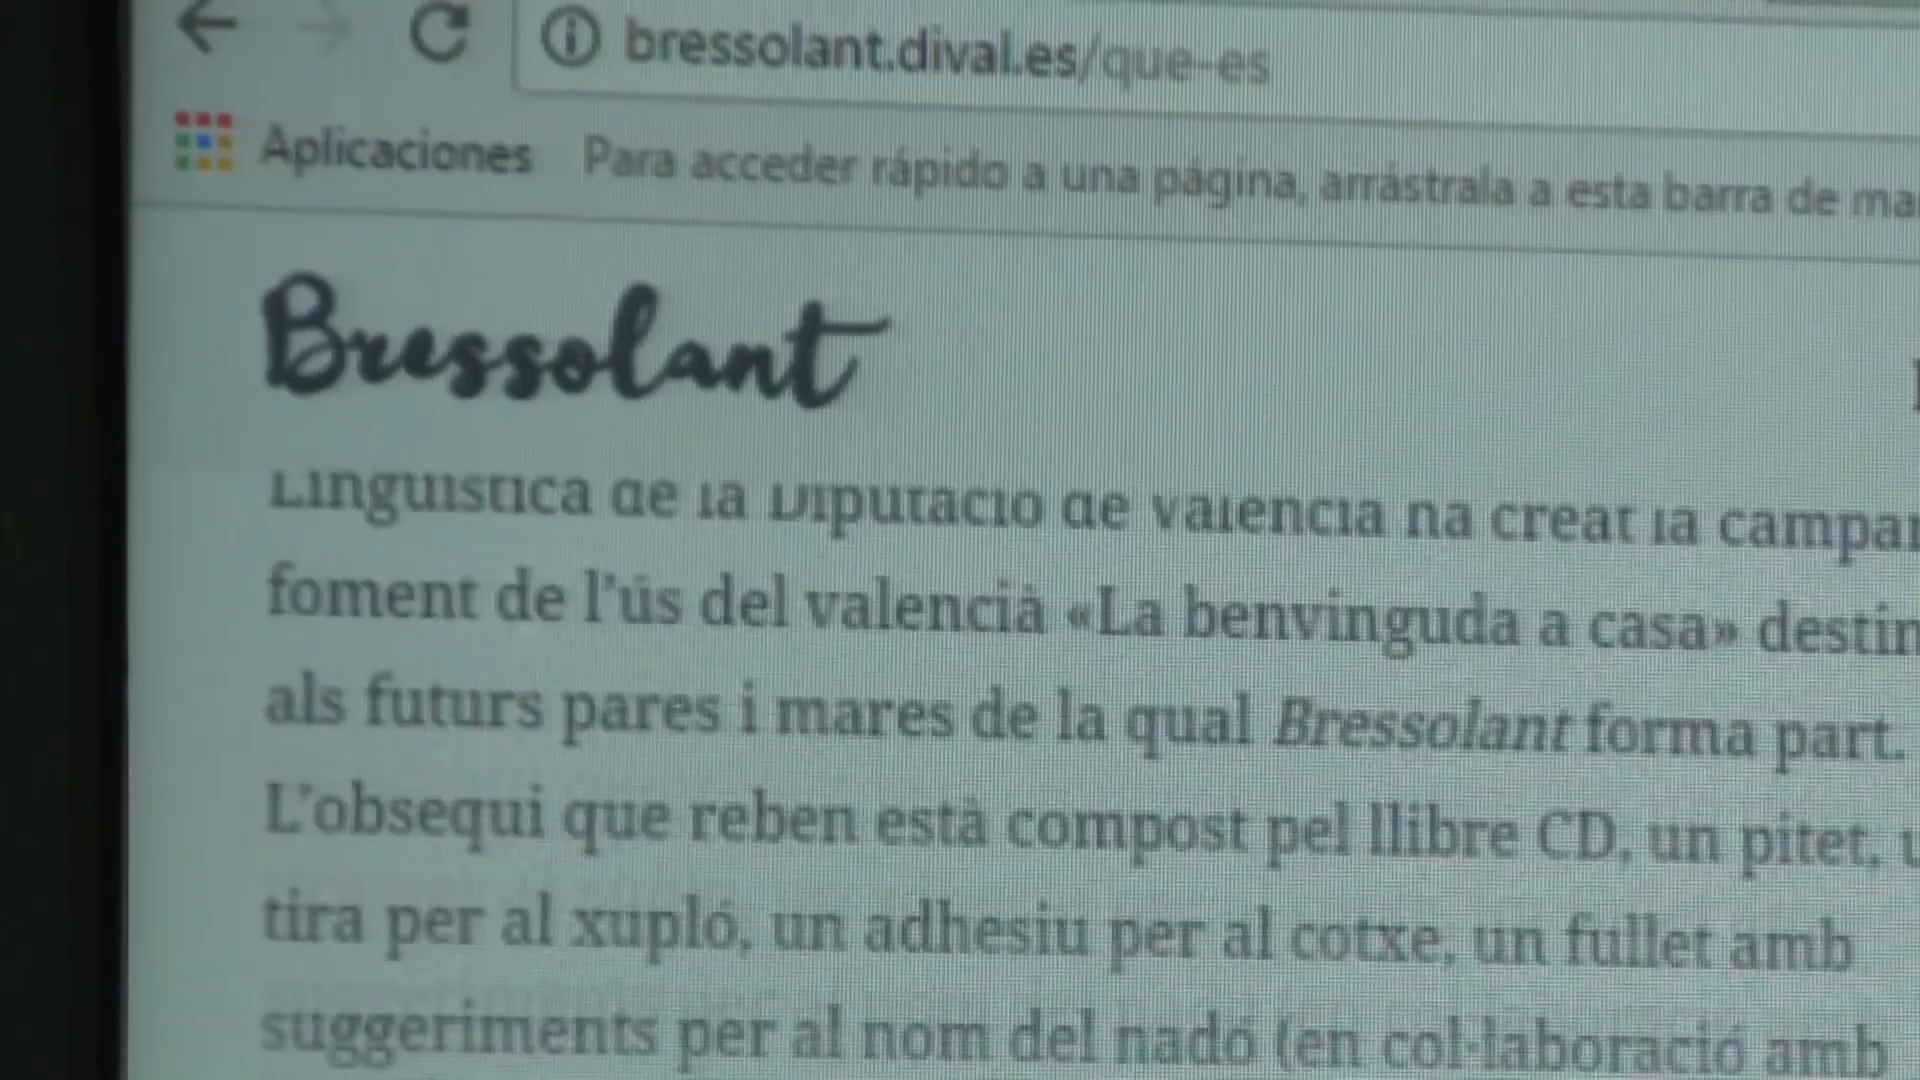 bressolant.dival.es/que-es
Aplicaciones Para acceder rápido a una página, arrástrala a esta barra de ma
Bressolant
Lingüística de la Diputació de València ha creat la campan
foment de l'ús del valencià «La benvinguda a casa» destin
als futurs pares i mares de la qual Bressolant forma part.
L'obsequi que reben està compost pel llibre CD, un pitet, u
tira per al xupló, un adhesiu per al cotxe, un fullet amb
suggeriments per al nom del nadó (en col·laboració amb